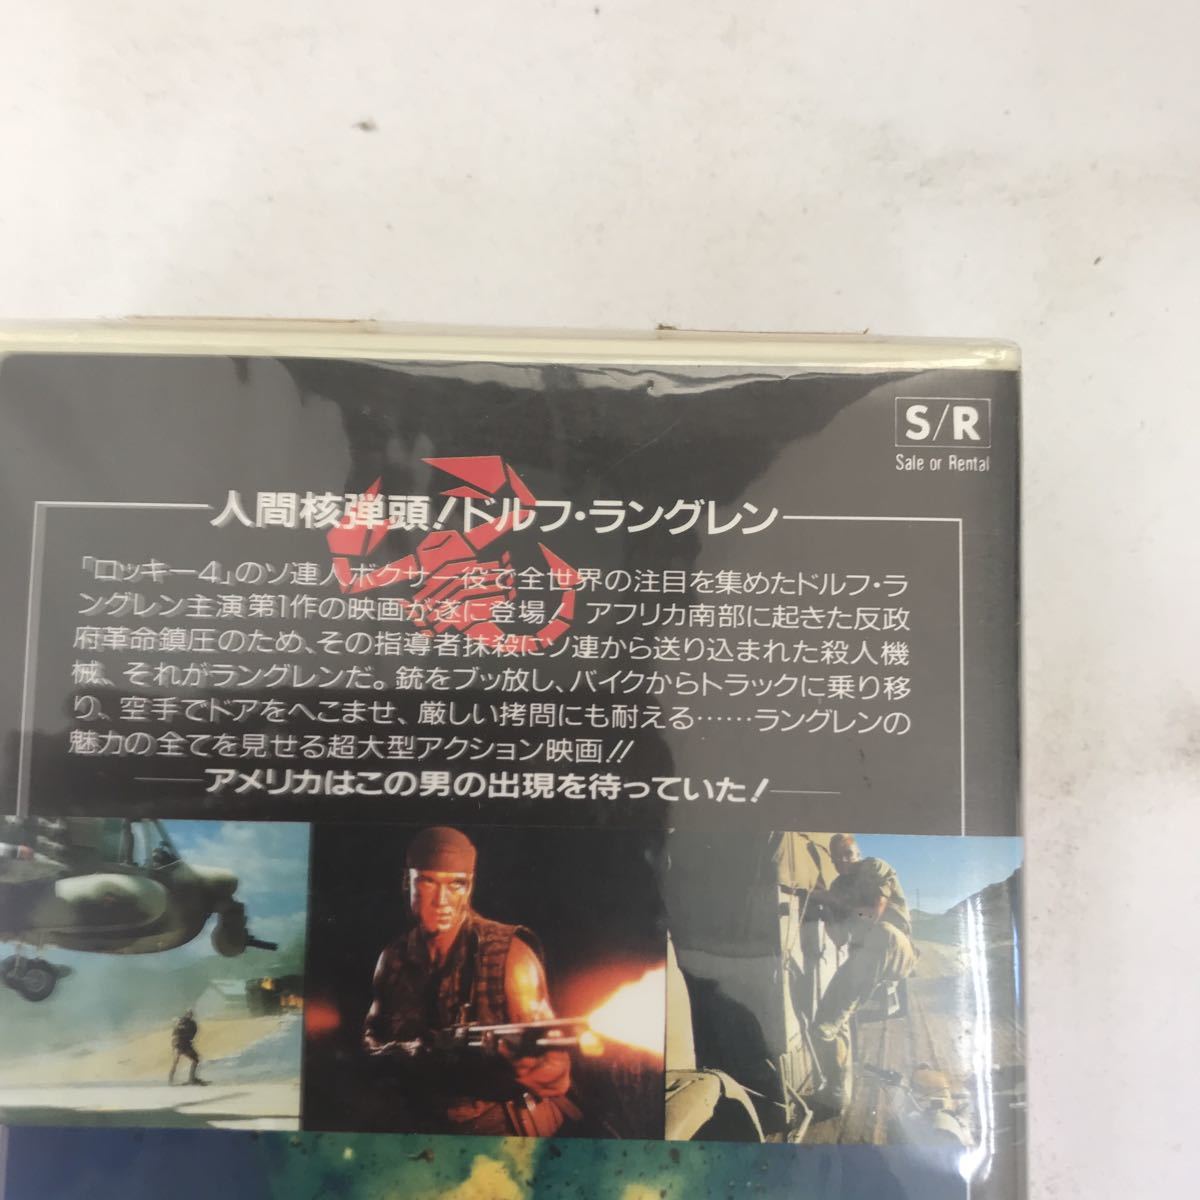 S/R
Sale or Rental
人間核弾頭!ドルフ・ラングレン
「ロッキー4」のソ連人ボクサー役で全世界の注目を集めたドルフ・ラ
ングレン主演第1作の映画が遂に登場! アフリカ南部に起きた反政
府革命鎮圧のため、その指導者抹殺にソ連から送り込まれた殺人機
械、それがラングレンだ。銃をブッ放し、バイクからトラックに乗り移
り、空手でドアをへこませ、厳しい拷問にも耐える……ラングレンの
魅力の全てを見せる超大型アクション映画!!
アメリカはこの男の出現を待っていた!